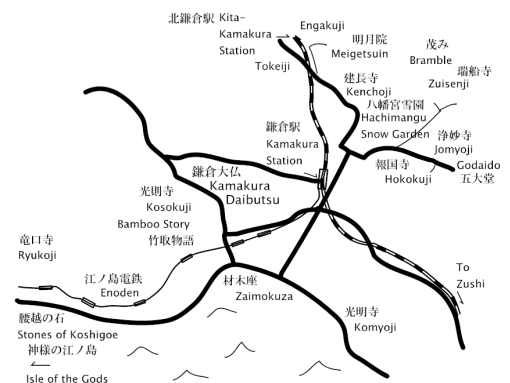 北鎌倉駅 Kita-
Kamakura
Station
Engakuji
明月院
Meigetsuin
茂み
Bramble
瑞船寺
Zuisenji
Tokeiji
建長寺
Kenchoji
八幡宮雪園
Hachimangu
Snow Garden
浄妙寺
Jomyoji
鎌倉駅
Kamakura
Station
報国寺
Hokokuji
Godaido
五大堂
鎌倉大仏
Kamakura
Daibutsu
光則寺
Kosokuji
Bamboo Story
竹取物語
竜口寺
Ryukoji
江ノ島電鉄
Enoden
材木座
Zaimokuza
To
Zushi
光明寺
Komyoji
腰越の石
Stones of Koshigoe
神様の江ノ島
Isle of the Gods